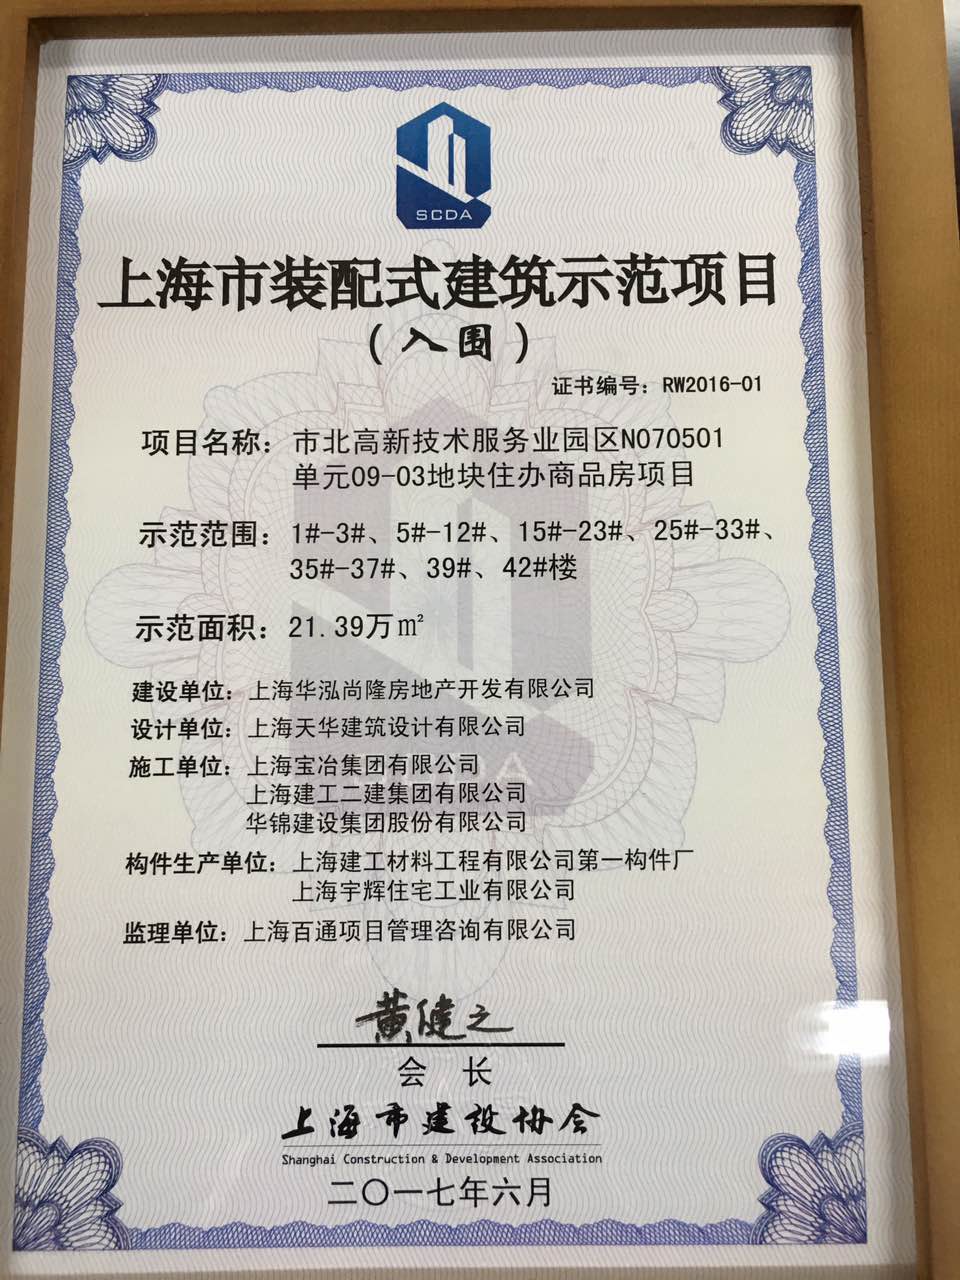 SCDA
上海市装配式建筑示范项目
(入围)
证书编号：RW2016-01
项目名称：市北高新技术服务业园区N070501
单元09-03地块住办商品房项目
示范范围：1#-3#、5#-12#、15#-23#、25#-33#、
35#-37#、39#、42#楼
示范面积：21.39万㎡
建设单位：上海华泓尚隆房地产开发有限公司
设计单位：上海天华建筑设计有限公司
施工单位：上海宝冶集团有限公司
上海建工二建集团有限公司
华锦建设集团股份有限公司
构件生产单位：上海建工材料工程有限公司第一构件厂
上海宇辉住宅工业有限公司
监理单位：上海百通项目管理咨询有限公司
黄健之
会 长
上海市建设协会
Shanghai Construction & Development Association
二〇一七年六月